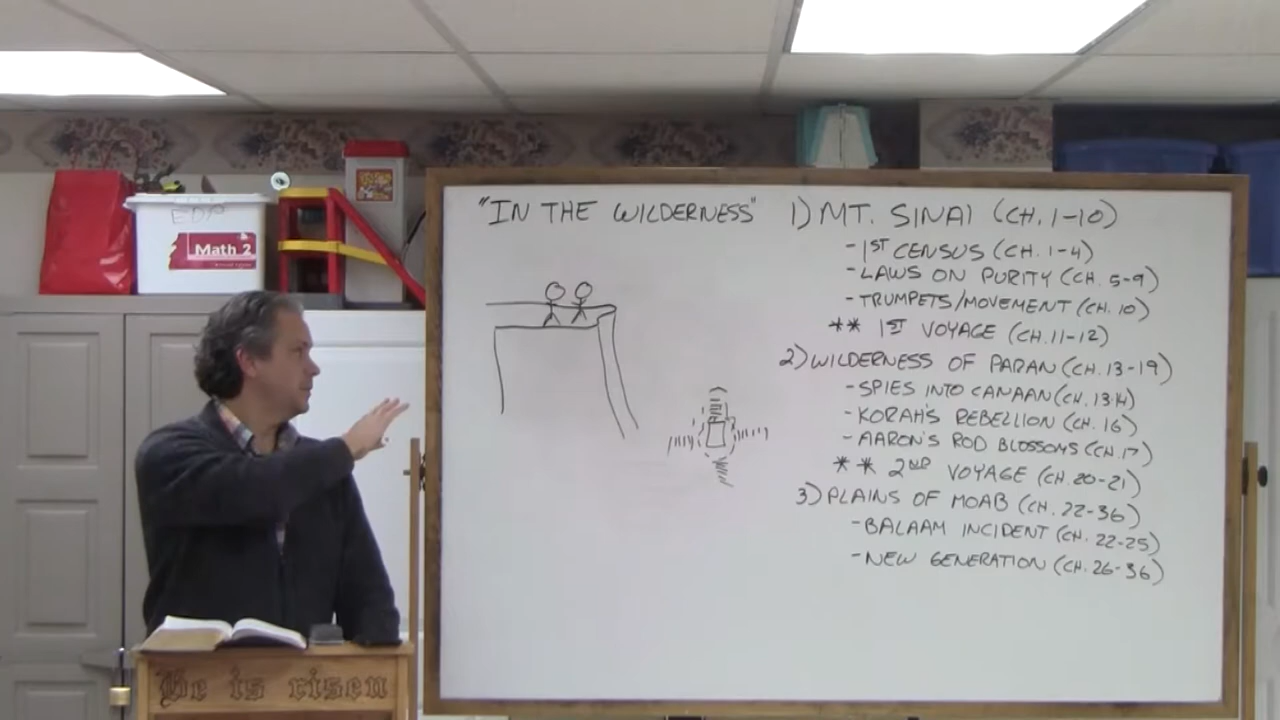 EDP
Math 2
"IN THE WILDERNESS"
1) MT. SINAI (CH. 1-10)
- 1ST CENSUS (CH. 1-4)
- LAWS ON PURITY (CH. 5-9)
- TRUMPETS/MOVEMENT (CH. 10)
** 1ST VOYAGE (CH. 11-12)
2) WILDERNESS OF PARAN (CH. 13-19)
- SPIES INTO CANAAN (CH. 13-14)
- KORAH'S REBELLION (CH. 16)
- AARON'S ROD BLOSSOMS (CH. 17)
** 2ND VOYAGE (CH. 20-21)
3) PLAINS OF MOAB (CH. 22-36)
- BALAAM INCIDENT (CH. 22-25)
- NEW GENERATION (CH. 26-36)
He is risen